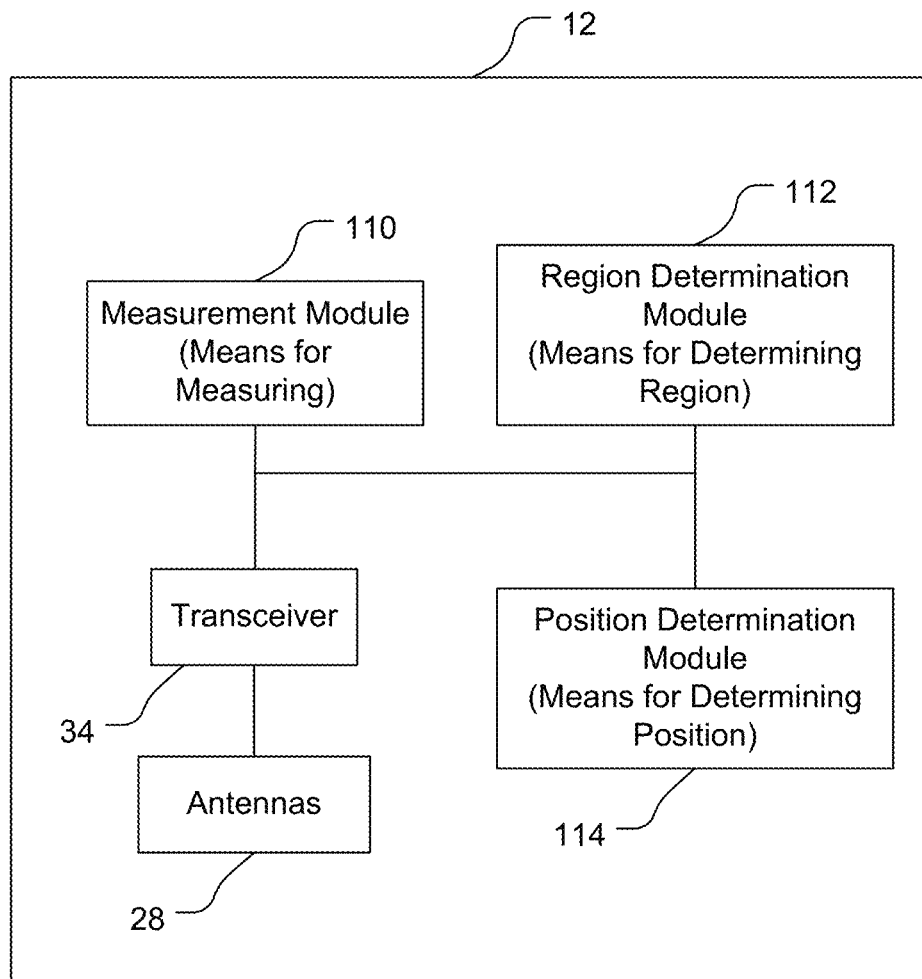 12
110
112
Measurement Module
(Means for
Measuring)
Region Determination
Module
(Means for Determining
Region)
Transceiver
34
Position Determination
Module
(Means for Determining
Position)
Antennas
114
28